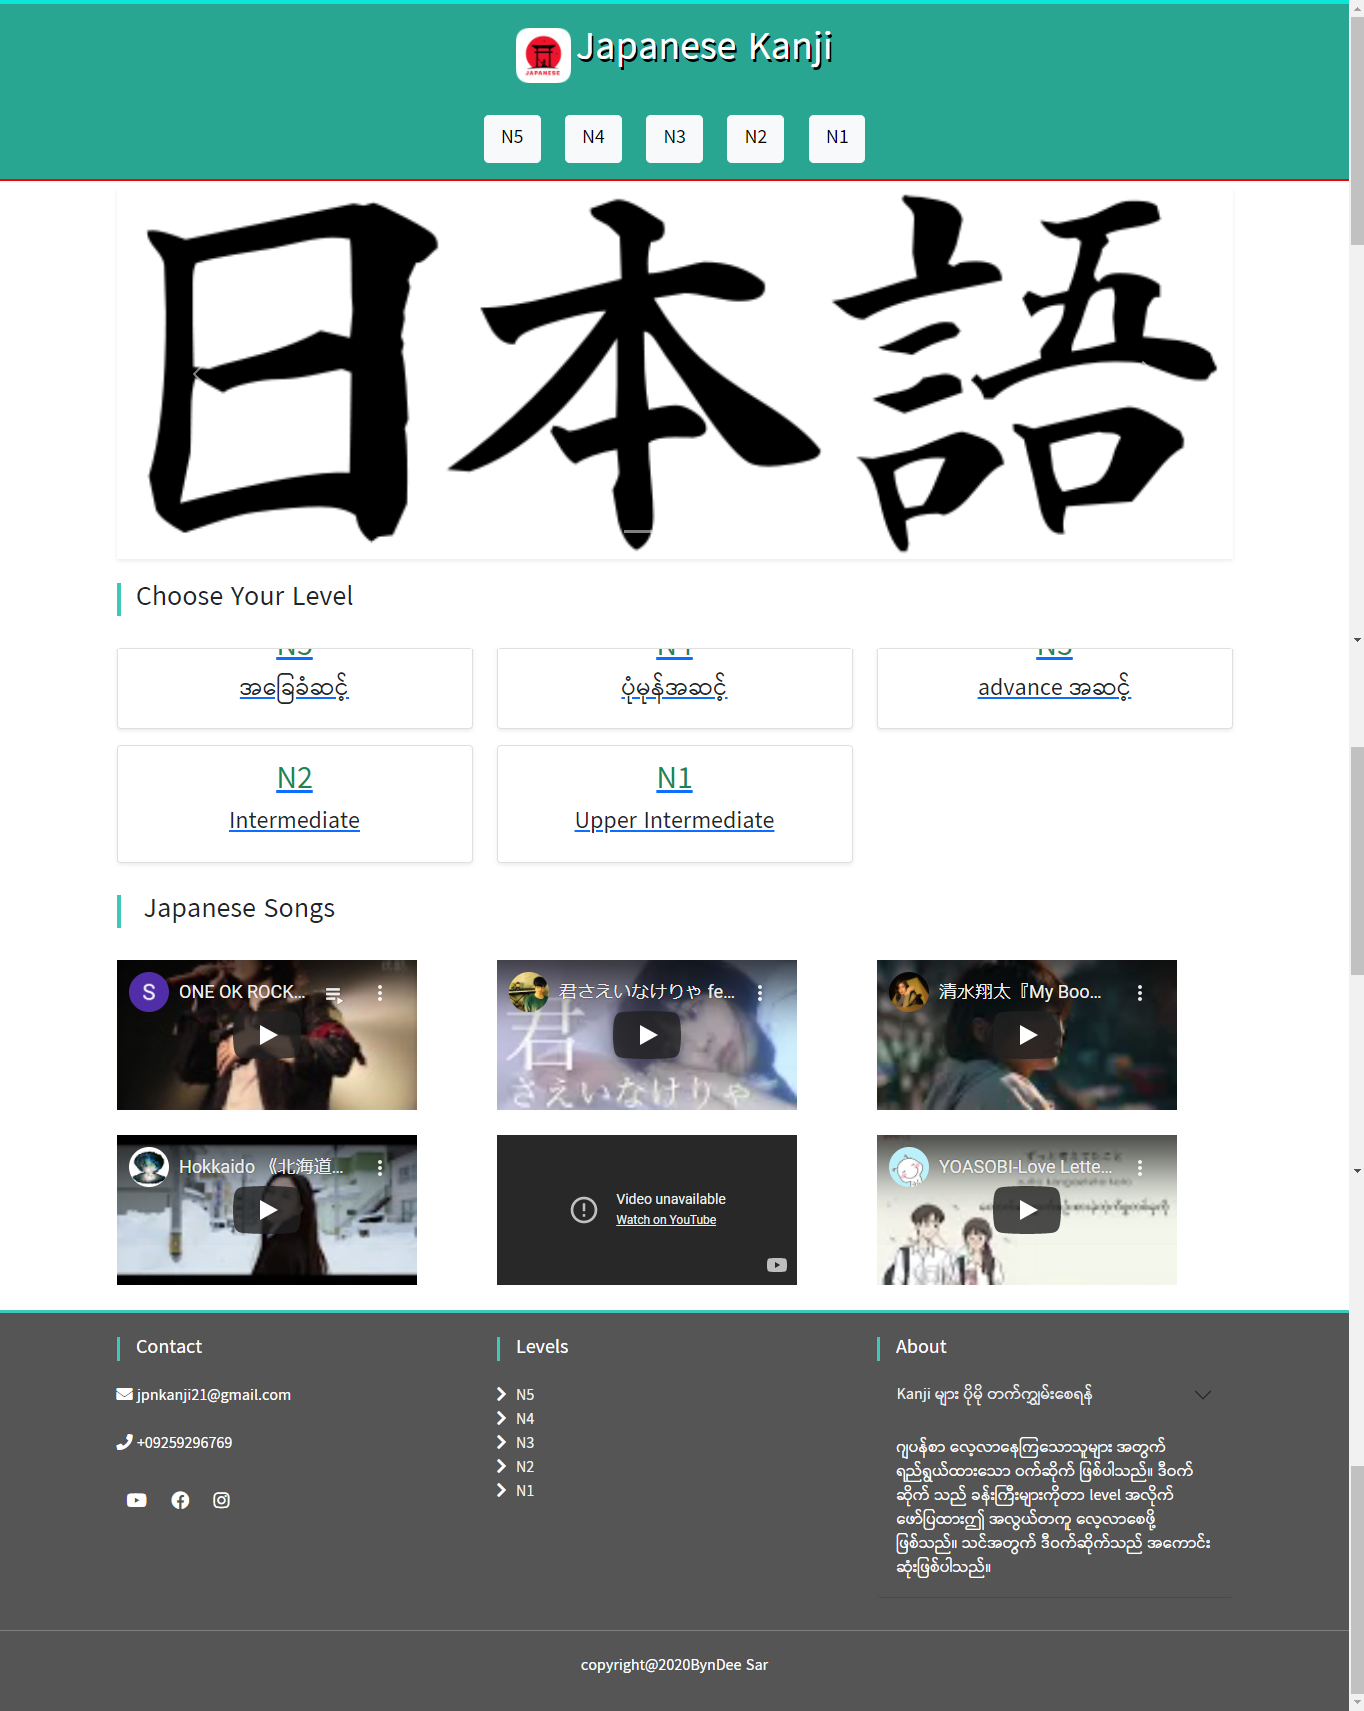 JAPANESE
Japanese Kanji
N5
N4
N3
N2
N1
日本語
Choose Your Level
N5
အခြေခံဆင့်
N4
ပုံမုန်အဆင့်
N3
advance အဆင့်
N2
Intermediate
N1
Upper Intermediate
Japanese Songs
S
ONE OK ROCK...
君さえいなけりゃ fe...
君
さえいなけりゃ
清水翔太『My Boo...
Hokkaido 《北海道...
Video unavailable
Watch on YouTube
YOASOBI-Love Lette...
Contact
jpnkanji21@gmail.com
+09259296769
Levels
N5
N4
N3
N2
N1
About
Kanji များ ပိုမို တက်ကျွမ်းစေရန်
ဂျပန်စာ လေ့လာနေကြသောသူများ အတွက်
ရည်ရွယ်ထားသော ဝက်ဆိုက် ဖြစ်ပါသည်။ ဒီဝက်
ဆိုက် သည် ခန်းကြီးများကိုတာ level အလိုက်
ဖော်ပြထားဤ အလွယ်တကူ လေ့လာစေဖို့
ဖြစ်သည်။ သင်အတွက် ဒီဝက်ဆိုက်သည် အကောင်း
ဆုံးဖြစ်ပါသည်။
copyright@2020BynDee Sar